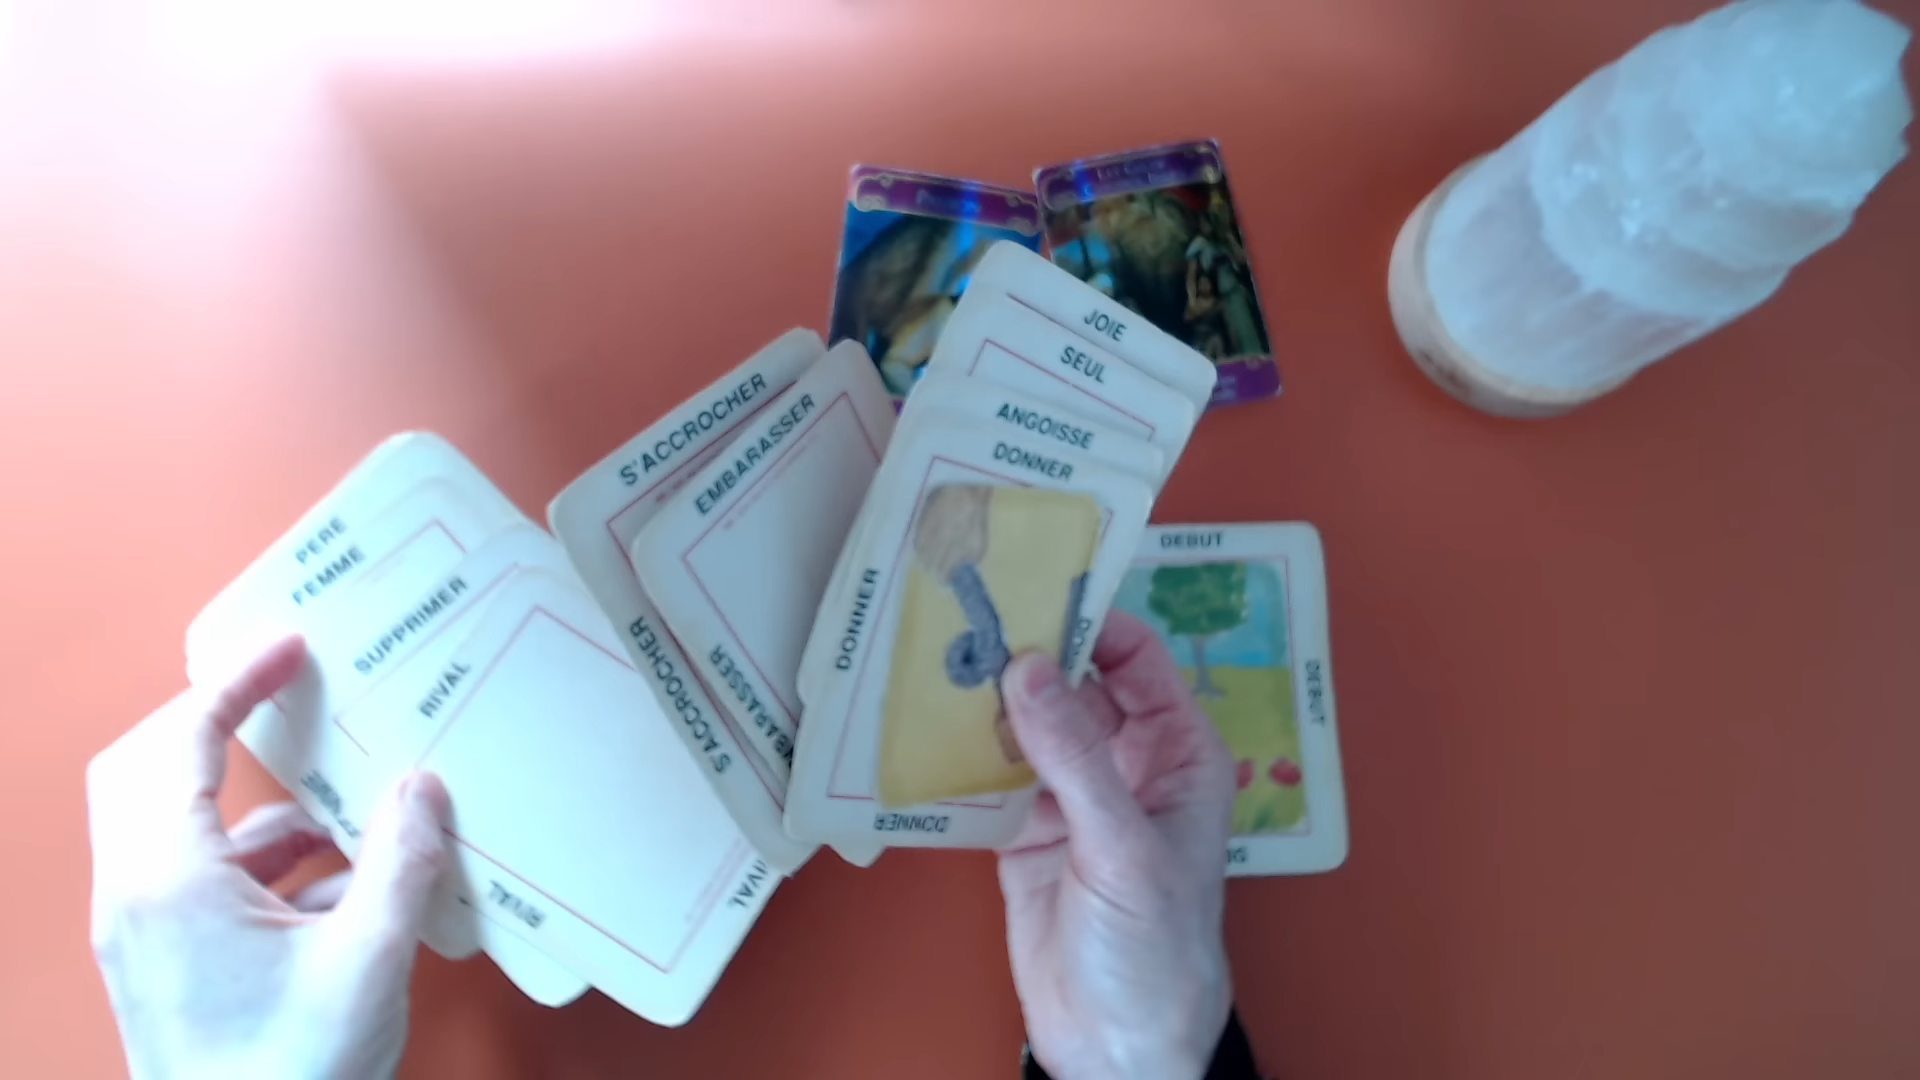 JOIE
SEUL
ANGOISSE
DONNER
DONNER
DONNER
S'ACCROCHER
S'ACCROCHER
EMBARASSER
PERE
FEMME
SUPPRIMER
RIVAL
RIVAL
DEBUT
DEBUT